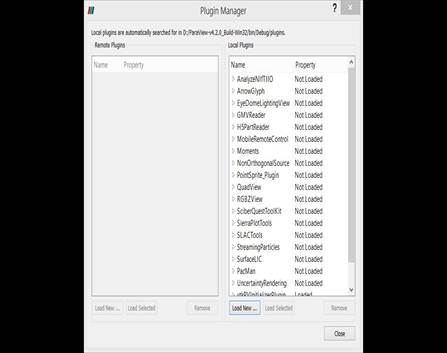 Plugin Manager
?
x
Local plugins are automatically searched for in D:/ParaView-v4.2.0_Build-Win32/bin/Debug/plugins.
Remote Plugins
Name Property
Load New ... Load Selected Remove
Local Plugins
Name Property
AnalyzeNIfTIIO Not Loaded
ArrowGlyph Not Loaded
EyeDomeLightingView Not Loaded
GMVReader Not Loaded
H5PartReader Not Loaded
MobileRemoteControl Not Loaded
Moments Not Loaded
NonOrthogonalSource Not Loaded
PointSprite_Plugin Not Loaded
QuadView Not Loaded
RGBZView Not Loaded
SciberQuestToolKit Not Loaded
SierraPlotTools Not Loaded
SLACTools Not Loaded
StreamingParticles Not Loaded
SurfaceLIC Not Loaded
PacMan Not Loaded
UncertaintyRendering Not Loaded
vtkPVInitializerPlugin Loaded
Load New ... Load Selected Remove
Close